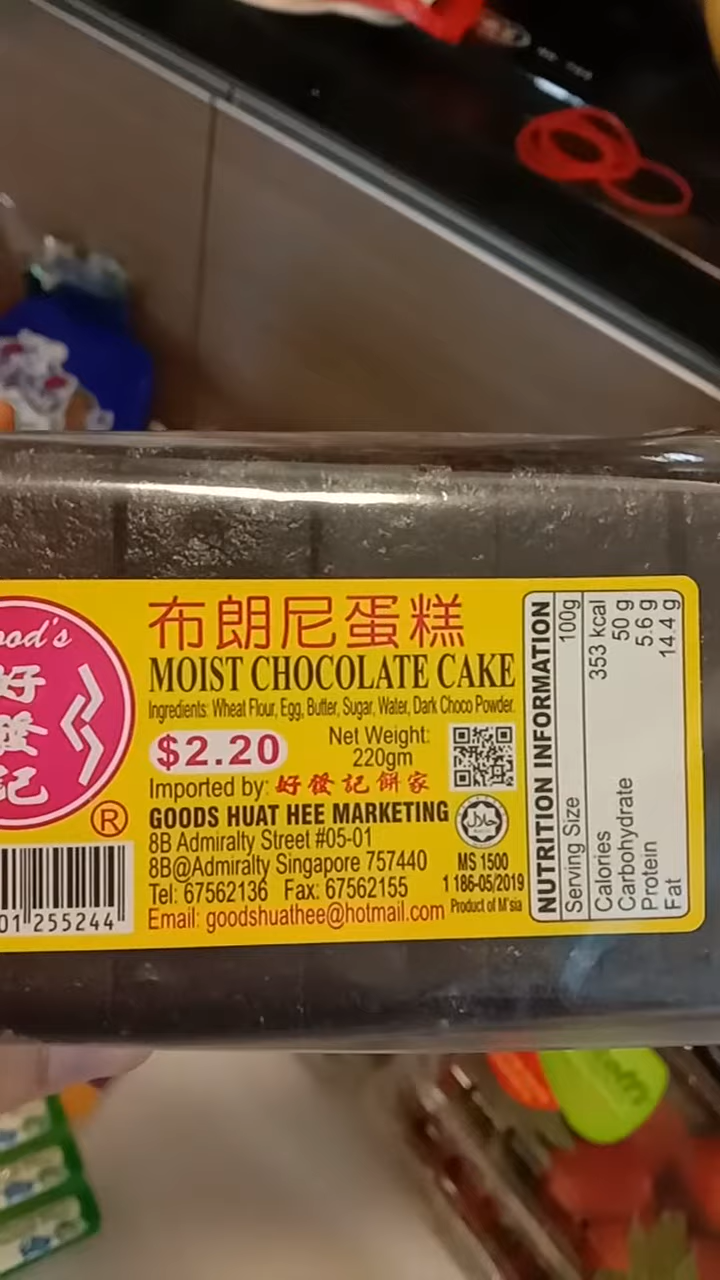 ood's
好
發
記
®
01 255244
布朗尼蛋糕
MOIST CHOCOLATE CAKE
Ingredients: Wheat Flour, Egg, Butter, Sugar, Water, Dark Choco Powder.
$2.20
Net Weight:
220gm
Imported by: 好發記餅家
GOODS HUAT HEE MARKETING
8B Admiralty Street #05-01
8B@Admiralty Singapore 757440
Tel: 67562136 Fax: 67562155
Email: goodshuathee@hotmail.com
حلال
MS 1500
1 186-05/2019
Product of M'sia
NUTRITION INFORMATION
Serving Size 100g
Calories 353 kcal
Carbohydrate 50 g
Protein 5.6 g
Fat 14.4 g